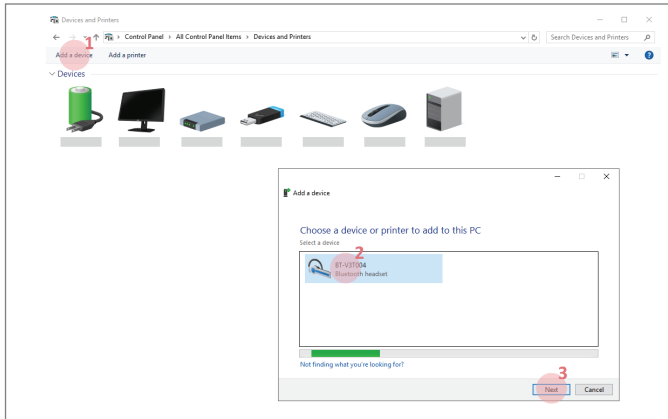 Devices and Printers
Control Panel > All Control Panel Items > Devices and Printers
Search Devices and Printers
1
Add a device Add a printer
Devices
Add a device
Choose a device or printer to add to this PC
Select a device
2
BT-V3T004
Bluetooth headset
Not finding what you're looking for?
3
Next Cancel